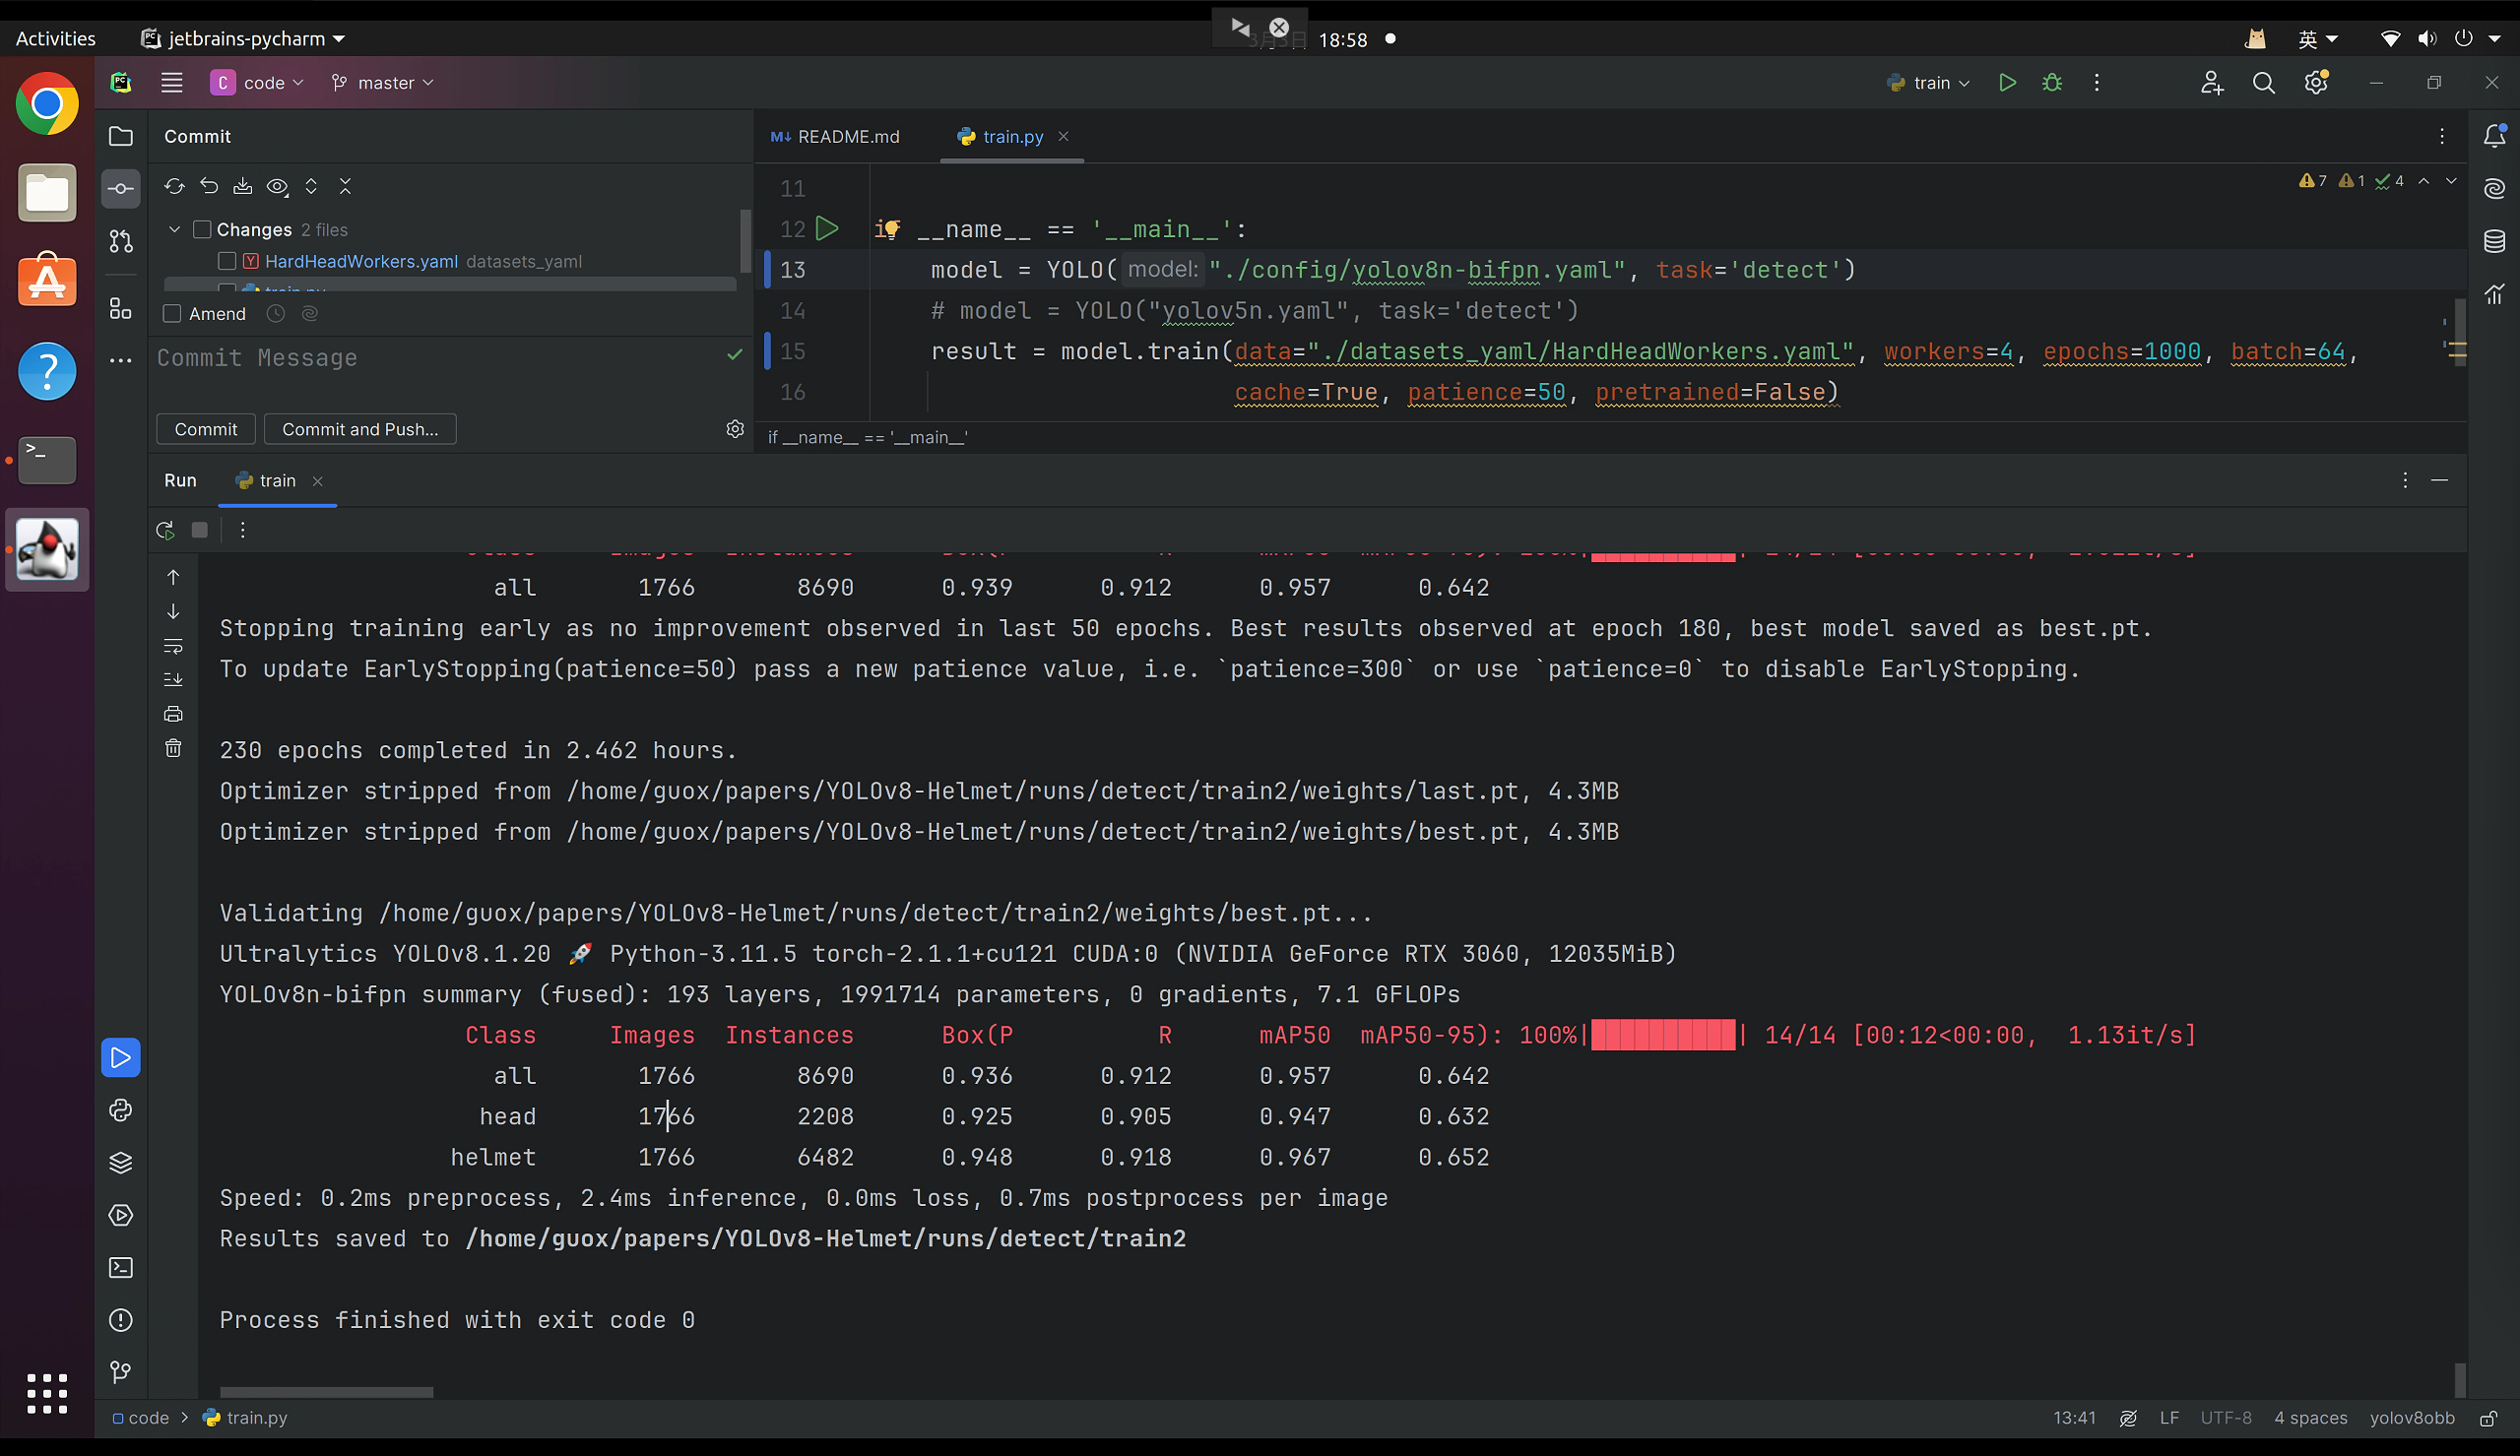 Activities
jetbrains-pycharm
18:58
英
C code
master
train
Commit
README.md
train.py
Changes 2 files
HardHeadWorkers.yaml datasets_yaml
train.py
Amend
Commit Message
Commit
Commit and Push...
7 1 4
11
12 if __name__ == '__main__':
13 model = YOLO( model: "./config/yolov8n-bifpn.yaml", task='detect')
14 # model = YOLO("yolov5n.yaml", task='detect')
15 result = model.train(data="./datasets_yaml/HardHeadWorkers.yaml", workers=4, epochs=1000, batch=64,
16 cache=True, patience=50, pretrained=False)
if __name__ == '__main__'
Run
train
all 1766 8690 0.939 0.912 0.957 0.642
Stopping training early as no improvement observed in last 50 epochs. Best results observed at epoch 180, best model saved as best.pt.
To update EarlyStopping(patience=50) pass a new patience value, i.e. `patience=300` or use `patience=0` to disable EarlyStopping.
230 epochs completed in 2.462 hours.
Optimizer stripped from /home/guox/papers/YOLOv8-Helmet/runs/detect/train2/weights/last.pt, 4.3MB
Optimizer stripped from /home/guox/papers/YOLOv8-Helmet/runs/detect/train2/weights/best.pt, 4.3MB
Validating /home/guox/papers/YOLOv8-Helmet/runs/detect/train2/weights/best.pt...
Ultralytics YOLOv8.1.20 🚀 Python-3.11.5 torch-2.1.1+cu121 CUDA:0 (NVIDIA GeForce RTX 3060, 12035MiB)
YOLOv8n-bifpn summary (fused): 193 layers, 1991714 parameters, 0 gradients, 7.1 GFLOPs
Class Images Instances Box(P R mAP50 mAP50-95): 100%|██████████| 14/14 [00:12<00:00, 1.13it/s]
all 1766 8690 0.936 0.912 0.957 0.642
head 1766 2208 0.925 0.905 0.947 0.632
helmet 1766 6482 0.948 0.918 0.967 0.652
Speed: 0.2ms preprocess, 2.4ms inference, 0.0ms loss, 0.7ms postprocess per image
Results saved to /home/guox/papers/YOLOv8-Helmet/runs/detect/train2
Process finished with exit code 0
code > train.py
13:41
LF
UTF-8
4 spaces
yolov8obb